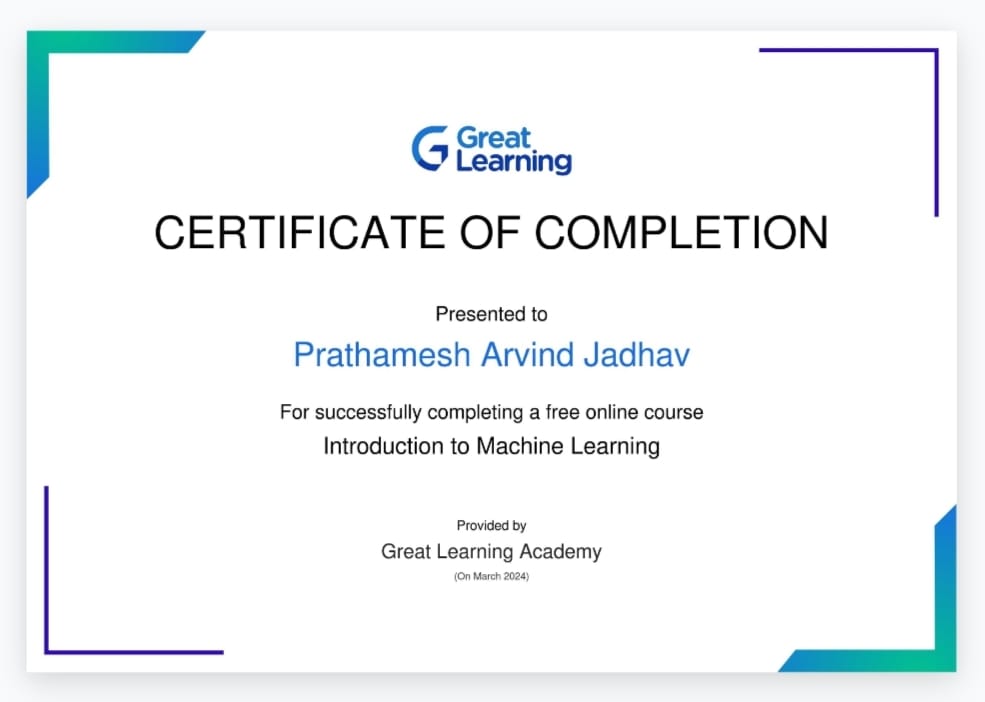 Great
Learning
CERTIFICATE OF COMPLETION
Presented to
Prathamesh Arvind Jadhav
For successfully completing a free online course
Introduction to Machine Learning
Provided by
Great Learning Academy
(On March 2024)